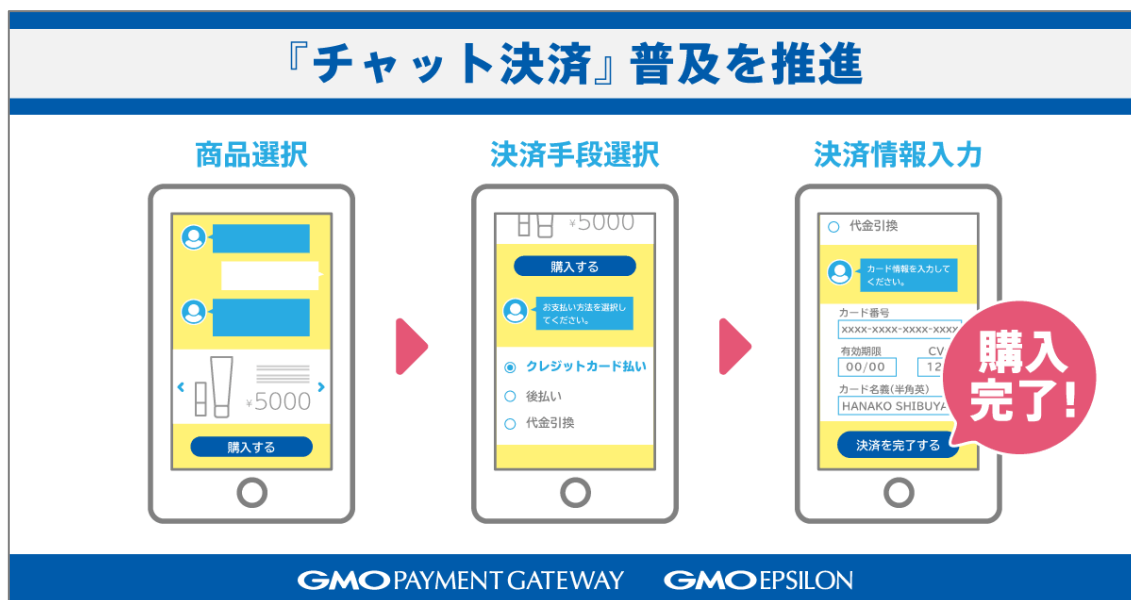 『チャット決済』普及を推進
商品選択
¥5000
購入する
決済手段選択
¥5000
購入する
お支払い方法を選択し
てください。
クレジットカード払い
後払い
代金引換
決済情報入力
代金引換
カード情報を入力して
ください。
カード番号
xxxx-xxxx-xxxx-xxxx
有効期限 CV
00/00 12
カード名義(半角英)
HANAKO SHIBUYA
決済を完了する
購入
完了!
GMO PAYMENT GATEWAY GMO EPSILON